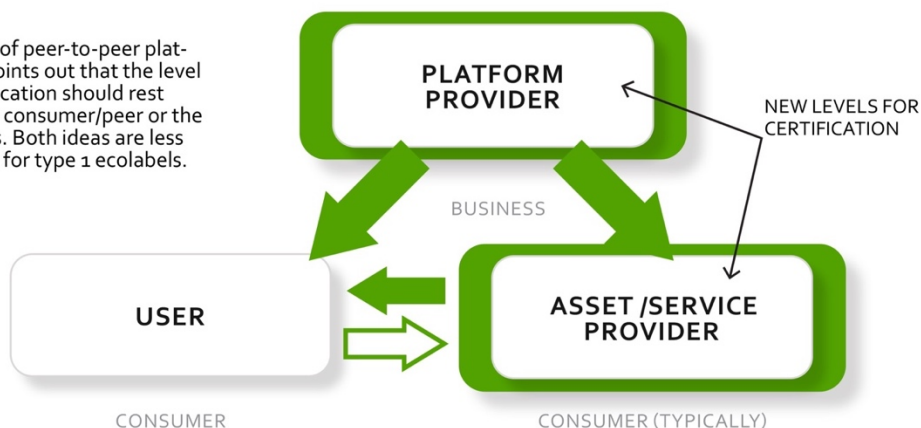 of peer-to-peer plat-
oints out that the level
ication should rest
consumer/peer or the
s. Both ideas are less
for type 1 ecolabels.
PLATFORM
PROVIDER
NEW LEVELS FOR
CERTIFICATION
BUSINESS
USER
ASSET /SERVICE
PROVIDER
CONSUMER
CONSUMER (TYPICALLY)